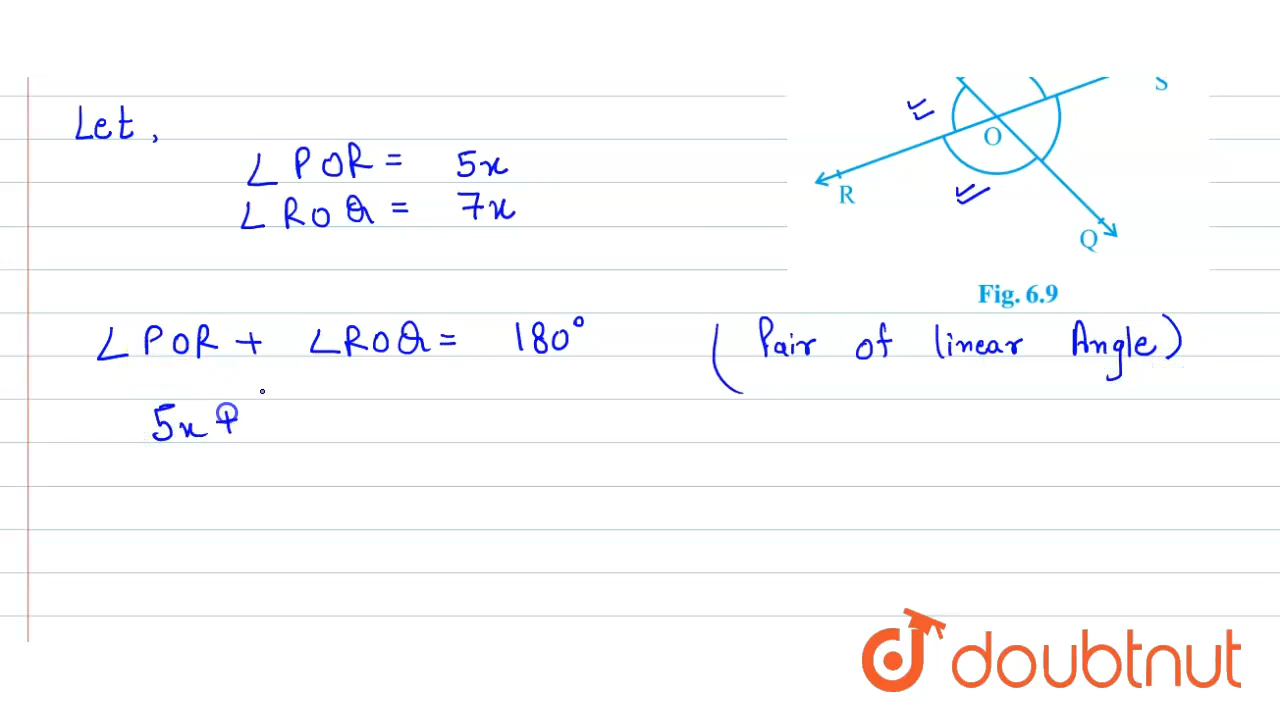 S
Let,
∠POR = 5x
∠ROQ = 7x
O
R
Q
Fig. 6.9
∠POR + ∠ROQ = 180° (Pair of linear Angle)
5x +
doubtnut